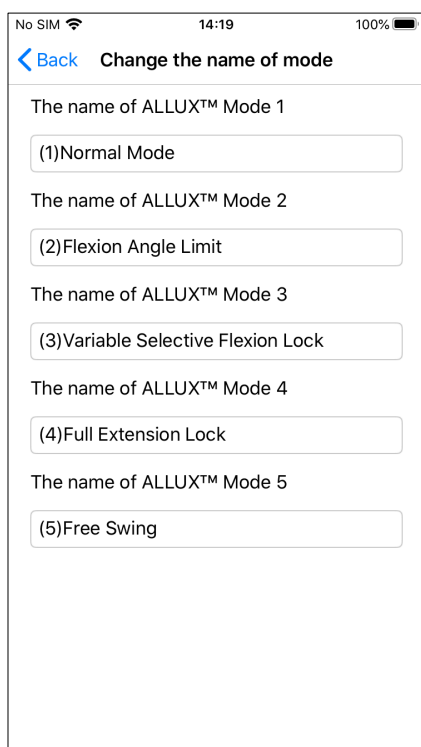 No SIM 14:19 100%
Back Change the name of mode
The name of ALLUX™ Mode 1
(1)Normal Mode
The name of ALLUX™ Mode 2
(2)Flexion Angle Limit
The name of ALLUX™ Mode 3
(3)Variable Selective Flexion Lock
The name of ALLUX™ Mode 4
(4)Full Extension Lock
The name of ALLUX™ Mode 5
(5)Free Swing